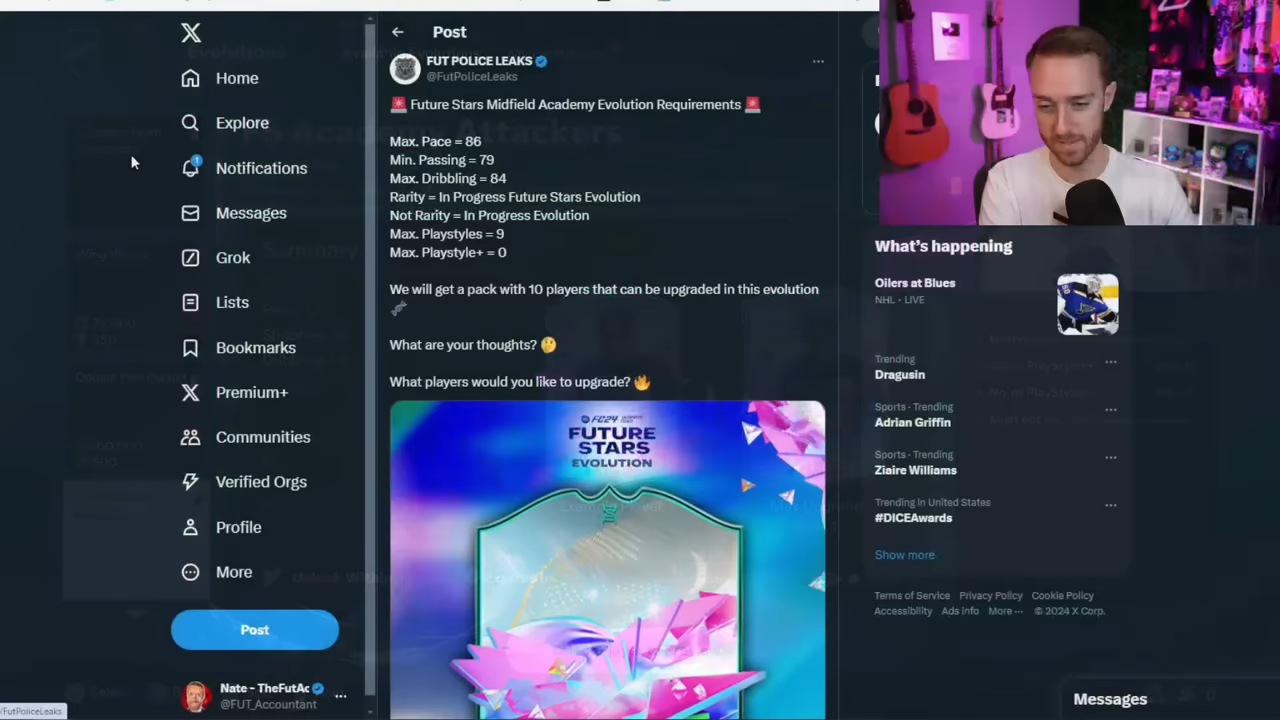 Home
Explore
1
Notifications
Messages
Grok
Lists
Bookmarks
Premium+
Communities
Verified Orgs
Profile
More
Post
Nate - TheFutAc
@FUT_Accountant
/FutPoliceLeaks
Post
FUT POLICE LEAKS
@FutPoliceLeaks
🚨 Future Stars Midfield Academy Evolution Requirements 🚨
Max. Pace = 86
Min. Passing = 79
Max. Dribbling = 84
Rarity = In Progress Future Stars Evolution
Not Rarity = In Progress Evolution
Max. Playstyles = 9
Max. Playstyle+ = 0
We will get a pack with 10 players that can be upgraded in this evolution
🧬
What are your thoughts? 🤔
What players would you like to upgrade? 🔥
FC24
FUTURE
STARS
EVOLUTION
What's happening
Oilers at Blues
NHL · LIVE
Trending
Dragusin
Sports · Trending
Adrian Griffin
Sports · Trending
Ziaire Williams
Trending in United States
#DICEAwards
Show more
Terms of Service Privacy Policy Cookie Policy
Accessibility Ads info More ··· © 2024 X Corp.
Messages
Evolutions
Academy Attackers
Summary